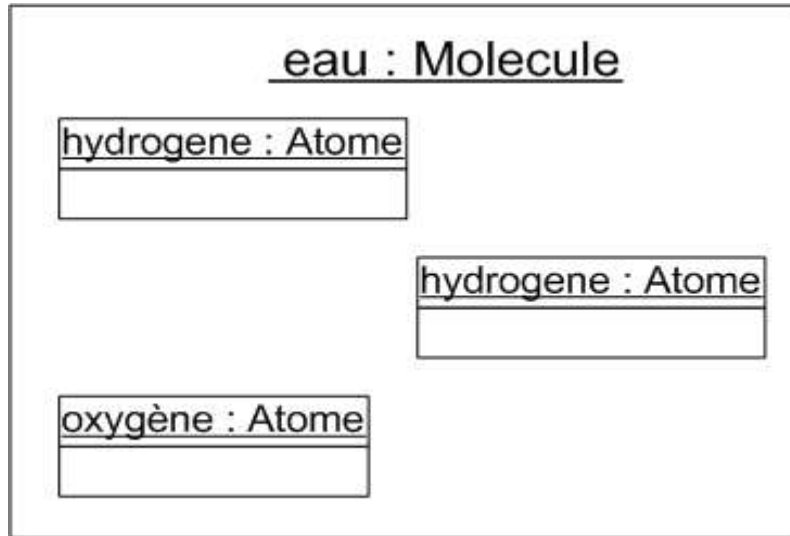 eau : Molecule
hydrogene : Atome
hydrogene : Atome
oxygène : Atome